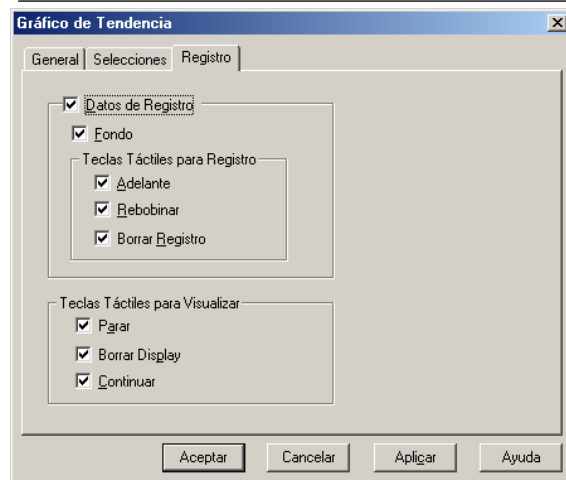 Gráfico de Tendencia
General Selecciones Registro
Datos de Registro
Fondo
Teclas Táctiles para Registro
Adelante
Rebobinar
Borrar Registro
Teclas Táctiles para Visualizar
Parar
Borrar Display
Continuar
Aceptar Cancelar Aplicar Ayuda